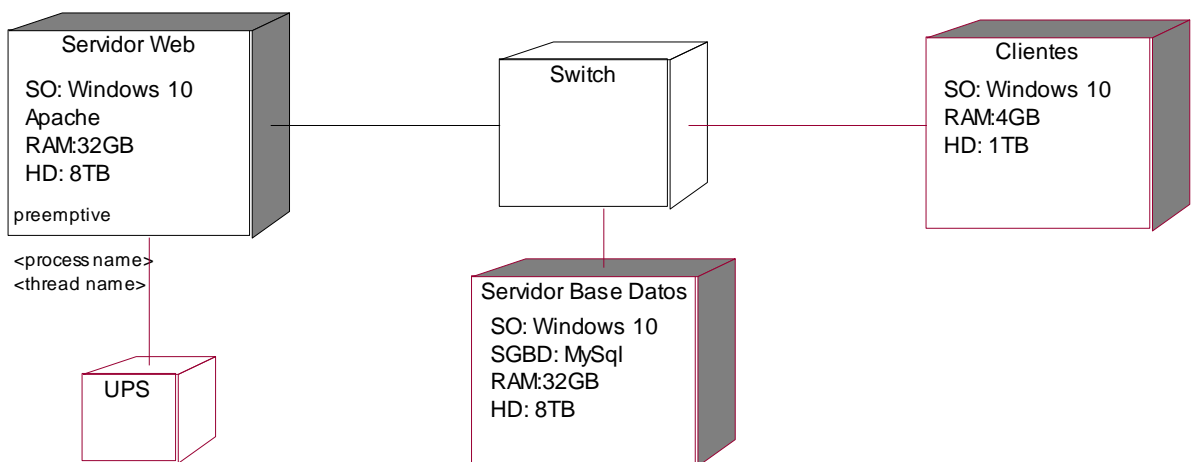 Servidor Web
SO: Windows 10
Apache
RAM:32GB
HD: 8TB
preemptive
<process name>
<thread name>
UPS
Switch
Servidor Base Datos
SO: Windows 10
SGBD: MySql
RAM:32GB
HD: 8TB
Clientes
SO: Windows 10
RAM:4GB
HD: 1TB